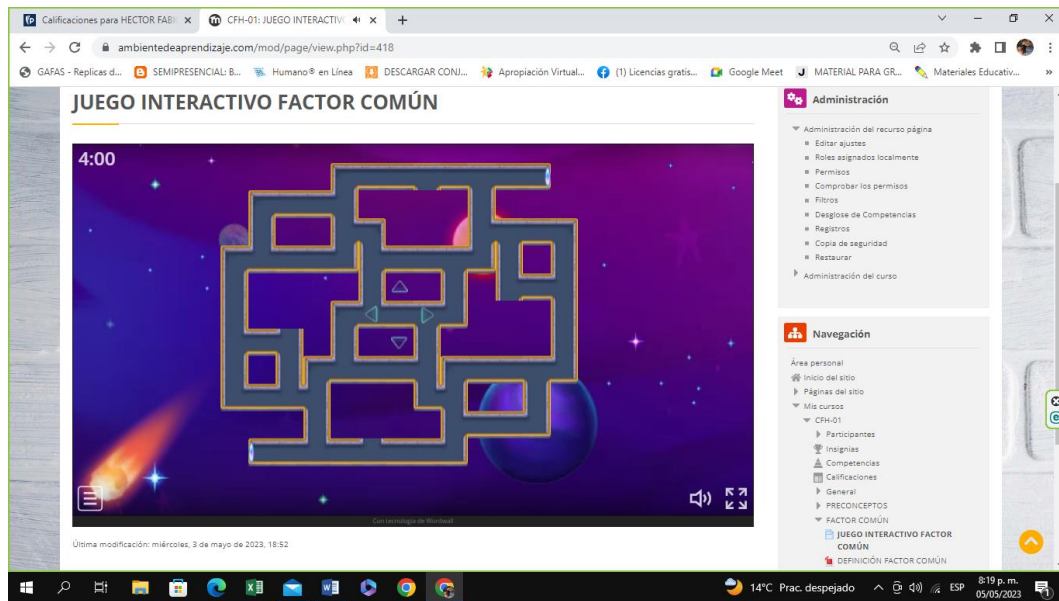 Calificaciones para HECTOR FABI
CFH-01: JUEGO INTERACTIV
ambientedeaprendizaje.com/mod/page/view.php?id=418
GAFAS - Replicas d...
SEMIPRESENCIAL: B...
Humano® en Línea
DESCARGAR CONJ...
Apropiación Virtual...
(1) Licencias gratis...
Google Meet
MATERIAL PARA GR...
Materiales Educativ...
»
JUEGO INTERACTIVO FACTOR COMÚN
4:00
Con tecnología de Wordwall
Última modificación: miércoles, 3 de mayo de 2023, 18:52
Administración
Administración del recurso página
Editar ajustes
Roles asignados localmente
Permisos
Comprobar los permisos
Filtros
Desglose de Competencias
Registros
Copia de seguridad
Restaurar
Administración del curso
Navegación
Área personal
Inicio del sitio
Páginas del sitio
Mis cursos
CFH-01
Participantes
Insignias
Competencias
Calificaciones
General
PRECONCEPTOS
FACTOR COMÚN
JUEGO INTERACTIVO FACTOR
COMÚN
DEFINICIÓN FACTOR COMÚN
14°C Prac. despejado
ESP
8:19 p. m.
05/05/2023